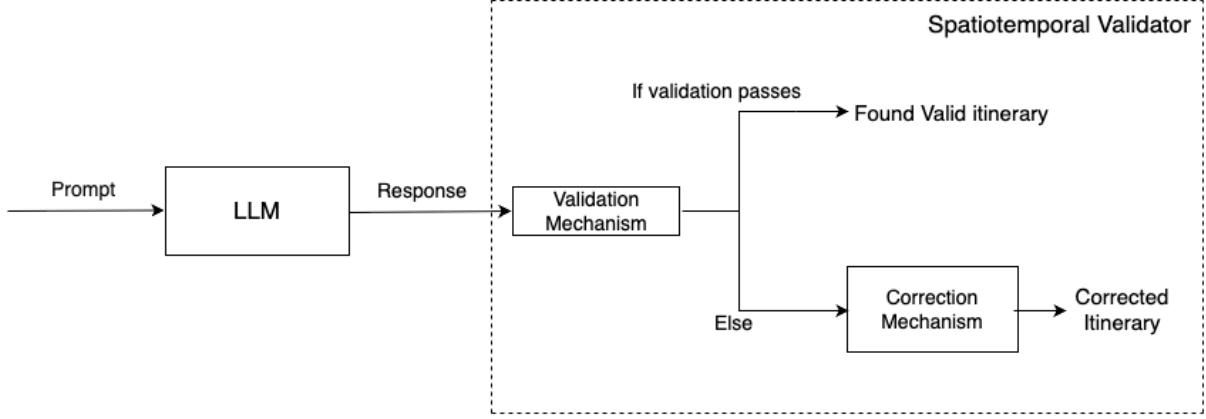 Spatiotemporal Validator
If validation passes
Found Valid itinerary
Prompt
LLM
Response
Validation
Mechanism
Else
Correction
Mechanism
Corrected
Itinerary